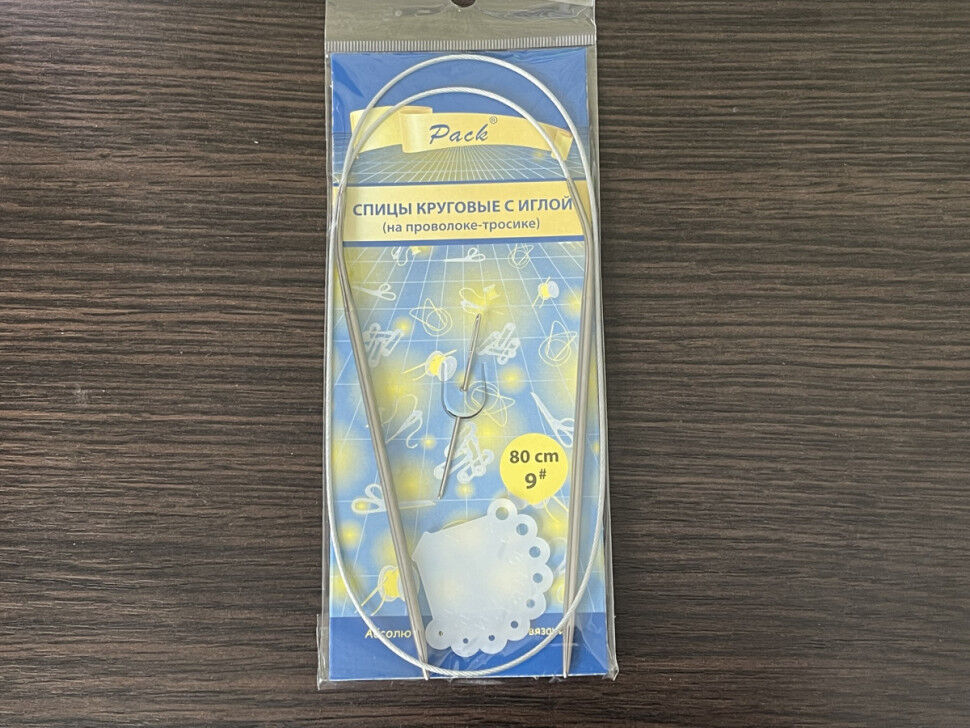 Pack®
СПИЦЫ КРУГОВЫЕ С ИГЛОЙ
(на проволоке-тросике)
80 cm
9#